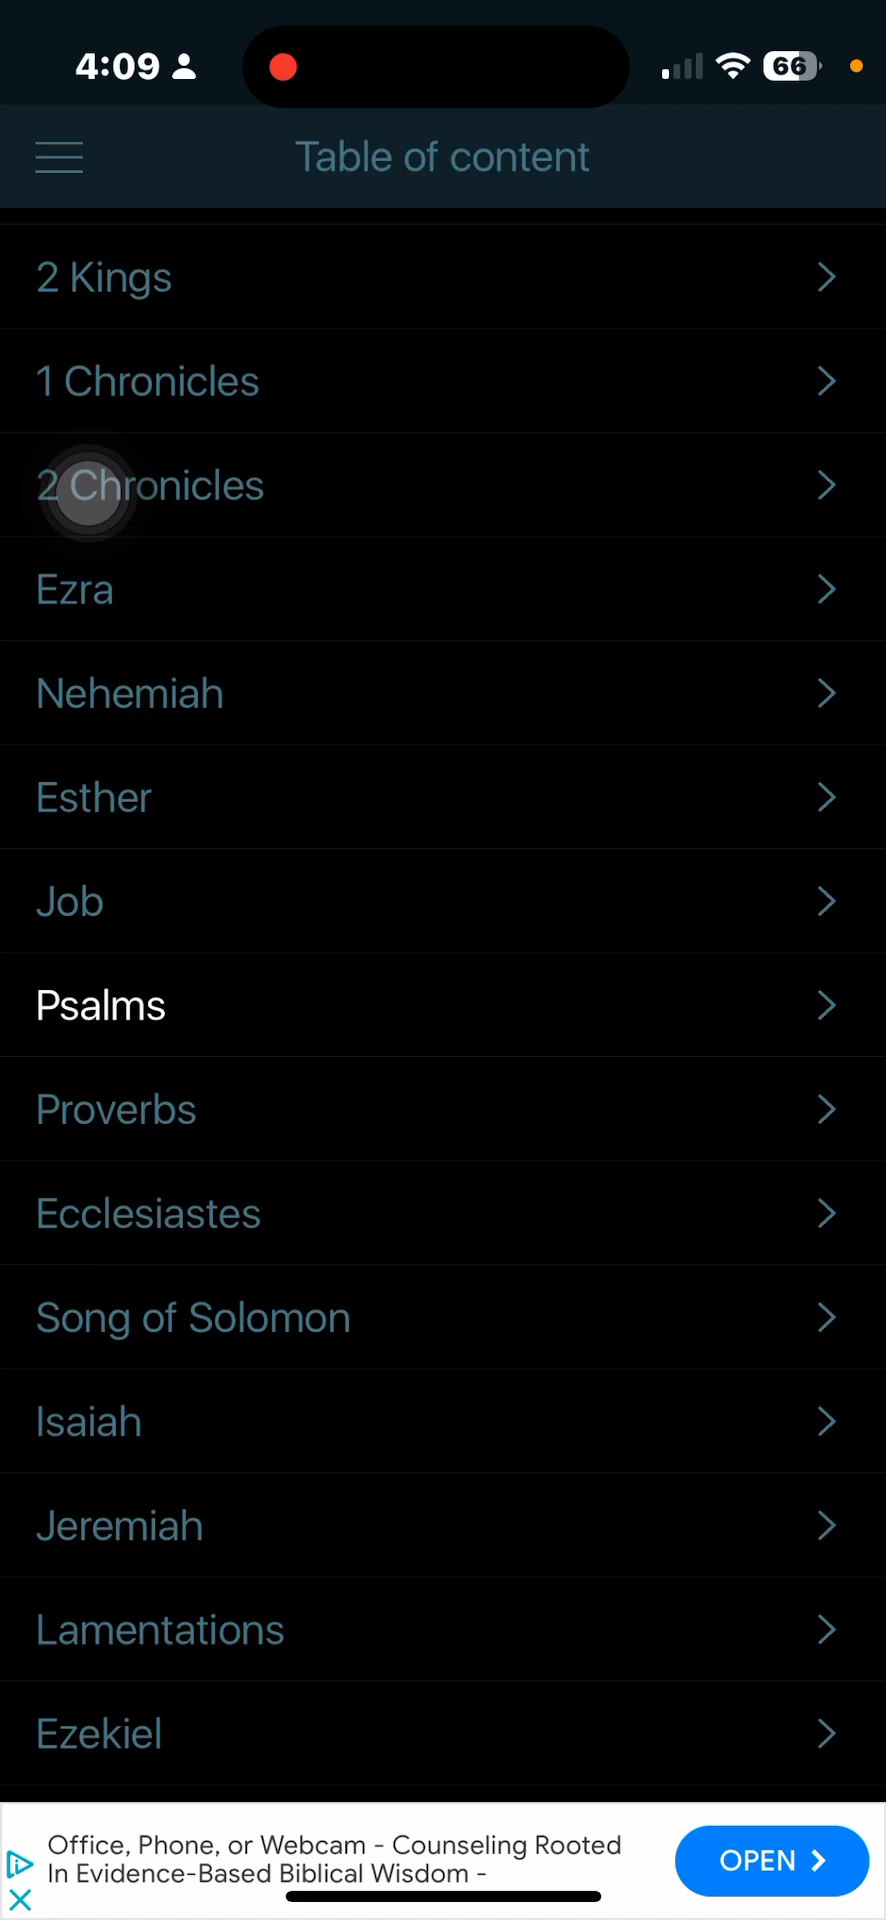 4:09
66
Table of content
2 Kings
1 Chronicles
2 Chronicles
Ezra
Nehemiah
Esther
Job
Psalms
Proverbs
Ecclesiastes
Song of Solomon
Isaiah
Jeremiah
Lamentations
Ezekiel
Office, Phone, or Webcam - Counseling Rooted
In Evidence-Based Biblical Wisdom -
OPEN